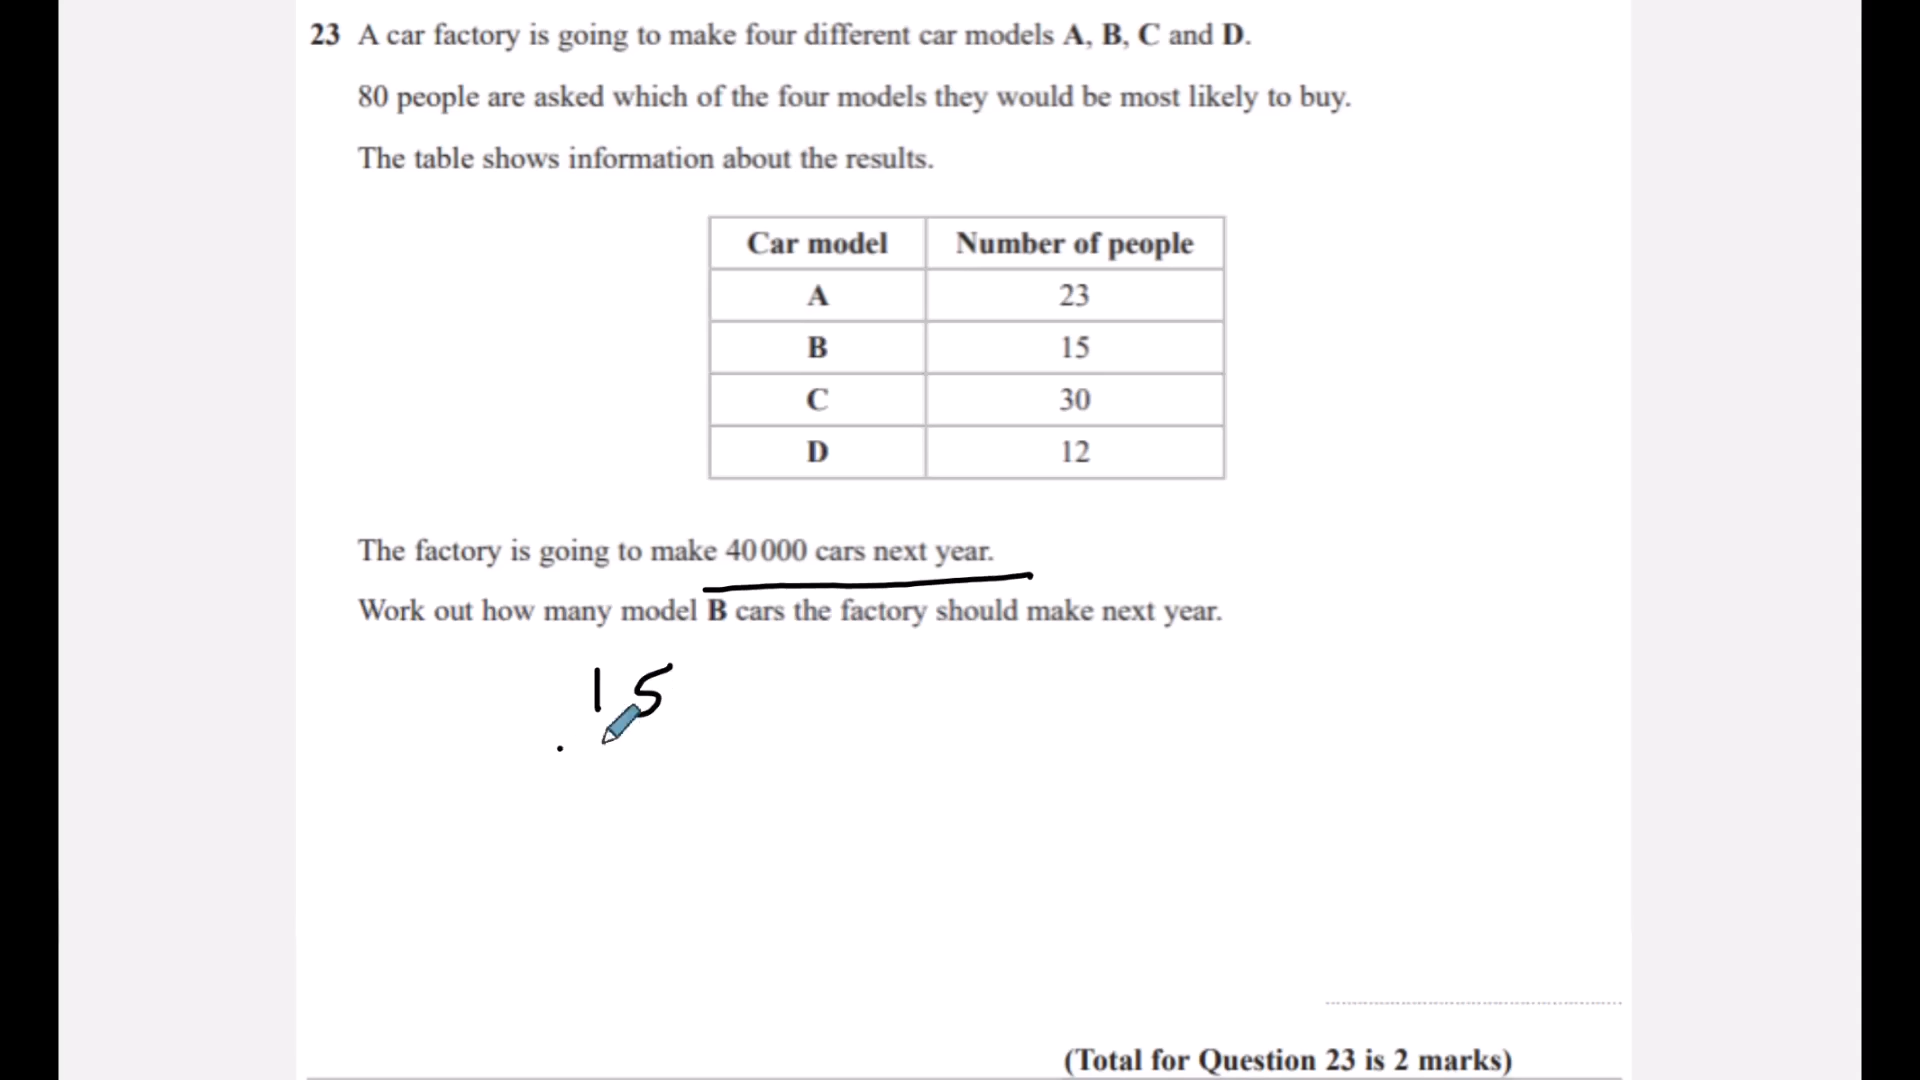 23 A car factory is going to make four different car models A, B, C and D.
80 people are asked which of the four models they would be most likely to buy.
The table shows information about the results.
Car model Number of people
A 23
B 15
C 30
D 12
The factory is going to make 40 000 cars next year.
Work out how many model B cars the factory should make next year.
15
(Total for Question 23 is 2 marks)